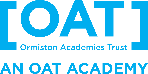 [OAT]
Ormiston Academies Trust
AN OAT ACADEMY